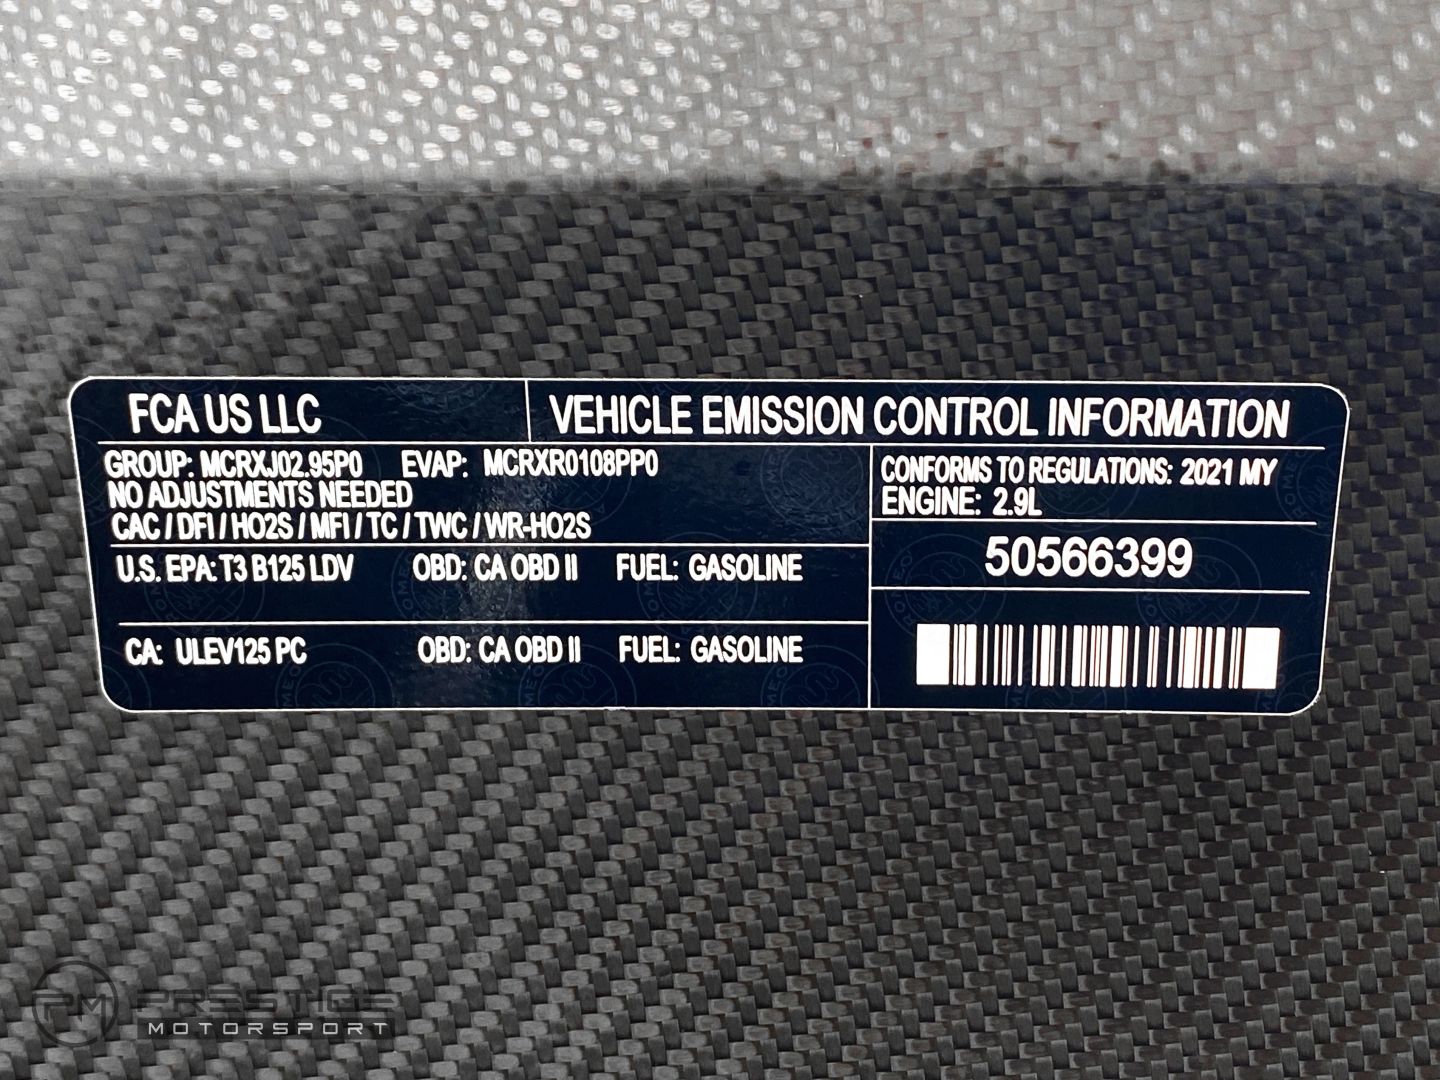 FCA US LLC
VEHICLE EMISSION CONTROL INFORMATION
GROUP: MCRXJ02.95P0 EVAP: MCRXR0108PP0
NO ADJUSTMENTS NEEDED
CAC / DFI / HO2S / MFI / TC / TWC / WR-HO2S
U.S. EPA: T3 B125 LDV OBD: CA OBD II FUEL: GASOLINE
CA: ULEV125 PC OBD: CA OBD II FUEL: GASOLINE
CONFORMS TO REGULATIONS: 2021 MY
ENGINE: 2.9L
50566399
PM PRESTIGE
MOTORSPORT